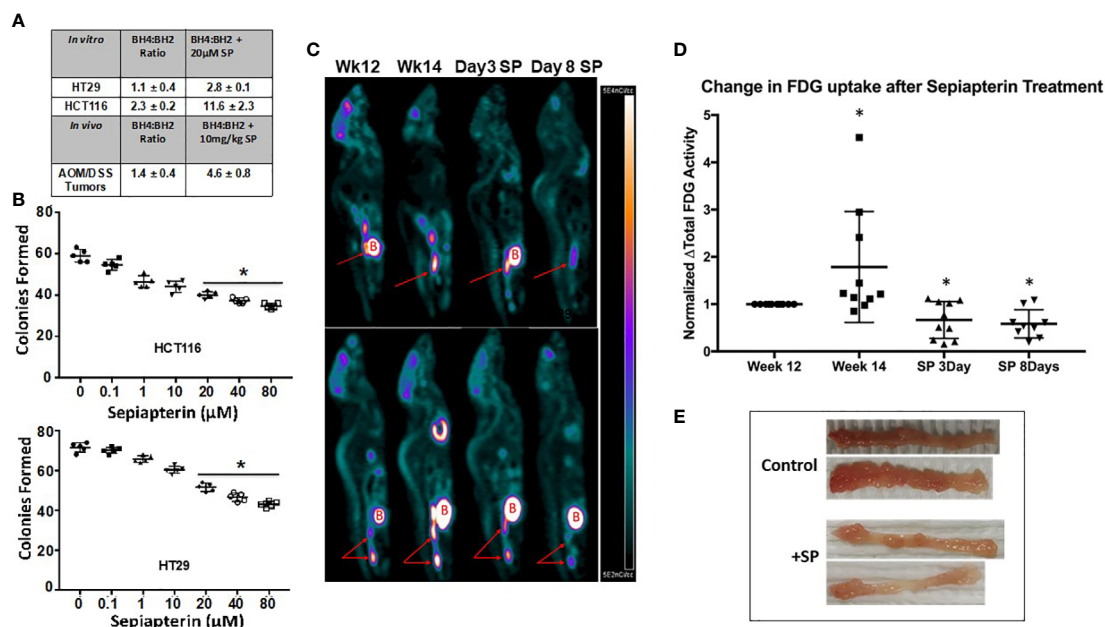 A
In vitro BH4:BH2 Ratio BH4:BH2 + 20μM SP
HT29 1.1 ± 0.4 2.8 ± 0.1
HCT116 2.3 ± 0.2 11.6 ± 2.3
In vivo BH4:BH2 Ratio BH4:BH2 + 10mg/kg SP
AOM/DSS Tumors 1.4 ± 0.4 4.6 ± 0.8
B
Colonies Formed
80
60
40
20
0
*
HCT116
0 0.1 1 10 20 40 80
Sepiapterin (μM)
Colonies Formed
80
60
40
20
0
*
HT29
0 0.1 1 10 20 40 80
Sepiapterin (μM)
C
Wk12 Wk14 Day3 SP Day 8 SP
5E4nCi/cc
B B
B B B B
5E2nCi/cc
D
Change in FDG uptake after Sepiapterin Treatment
Normalized ΔTotal FDG Activity
5
4
3
2
1
0
* * *
Week 12 Week 14 SP 3Day SP 8Days
E
Control
+SP